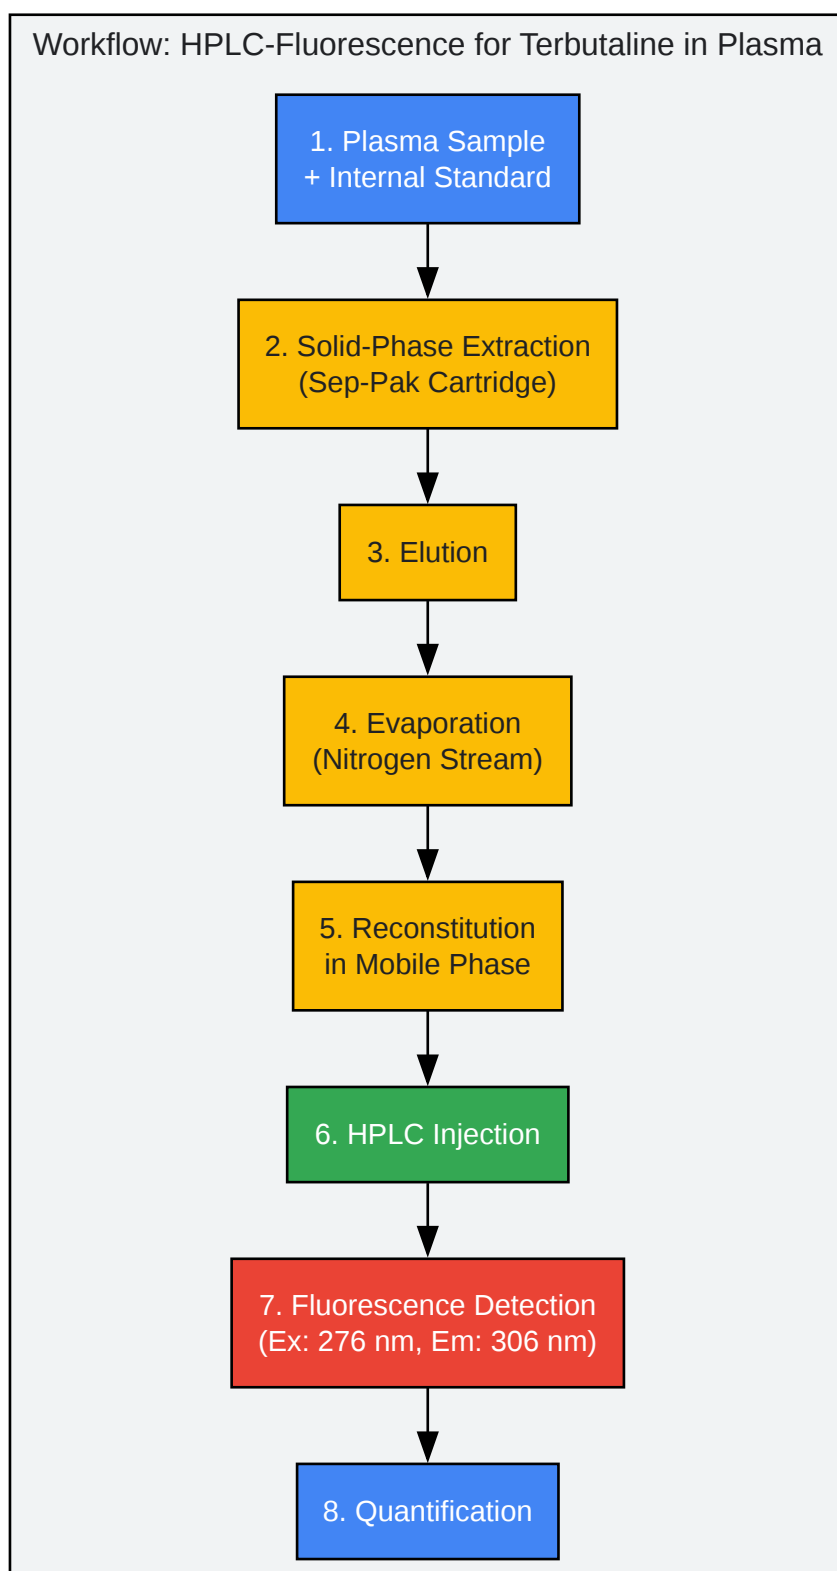 Workflow: HPLC-Fluorescence for Terbutaline in Plasma
1. Plasma Sample
+ Internal Standard
2. Solid-Phase Extraction
(Sep-Pak Cartridge)
3. Elution
4. Evaporation
(Nitrogen Stream)
5. Reconstitution
in Mobile Phase
6. HPLC Injection
7. Fluorescence Detection
(Ex: 276 nm, Em: 306 nm)
8. Quantification